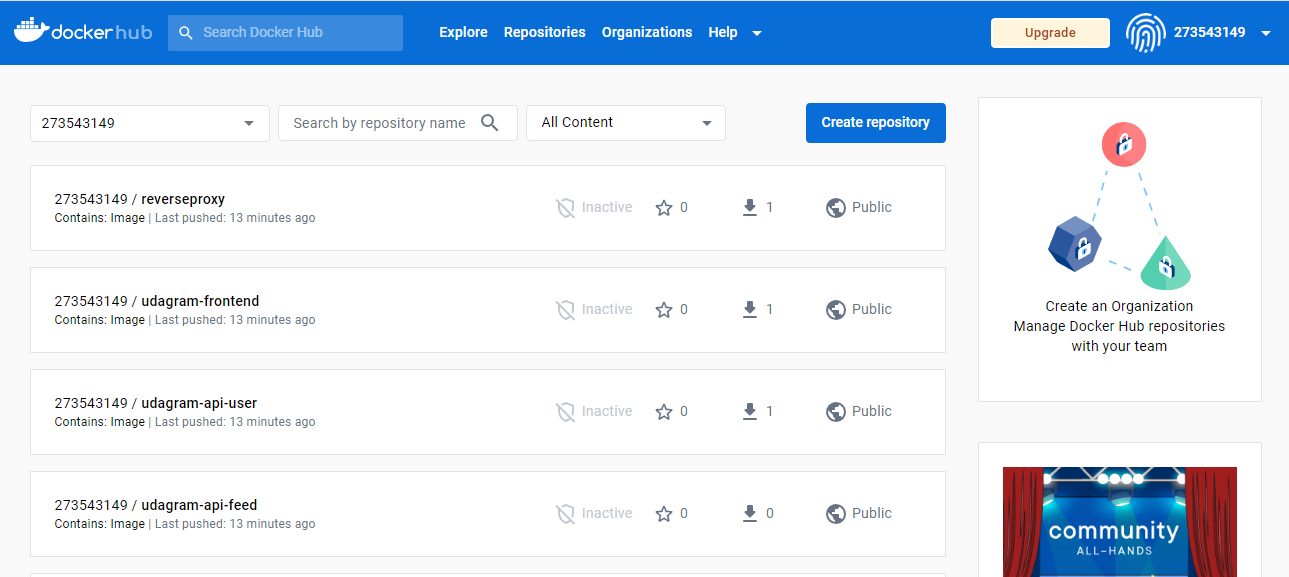 dockerhub
Search Docker Hub
Explore Repositories Organizations Help
Upgrade
273543149
273543149
Search by repository name
All Content
Create repository
273543149 / reverseproxy
Contains: Image | Last pushed: 13 minutes ago
Inactive 0 1 Public
273543149 / udagram-frontend
Contains: Image | Last pushed: 13 minutes ago
Inactive 0 1 Public
273543149 / udagram-api-user
Contains: Image | Last pushed: 13 minutes ago
Inactive 0 1 Public
273543149 / udagram-api-feed
Contains: Image | Last pushed: 13 minutes ago
Inactive 0 0 Public
Create an Organization
Manage Docker Hub repositories
with your team
community
ALL-HANDS